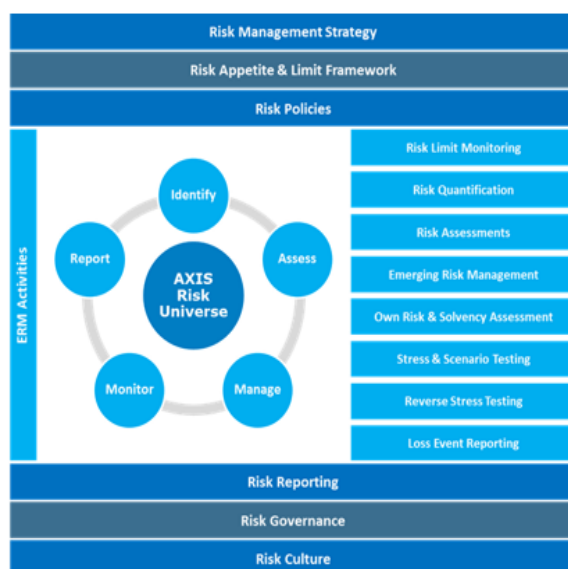 Risk Management Strategy
Risk Appetite & Limit Framework
Risk Policies
ERM Activities
Identify
Assess
Manage
Monitor
Report
AXIS
Risk
Universe
Risk Limit Monitoring
Risk Quantification
Risk Assessments
Emerging Risk Management
Own Risk & Solvency Assessment
Stress & Scenario Testing
Reverse Stress Testing
Loss Event Reporting
Risk Reporting
Risk Governance
Risk Culture